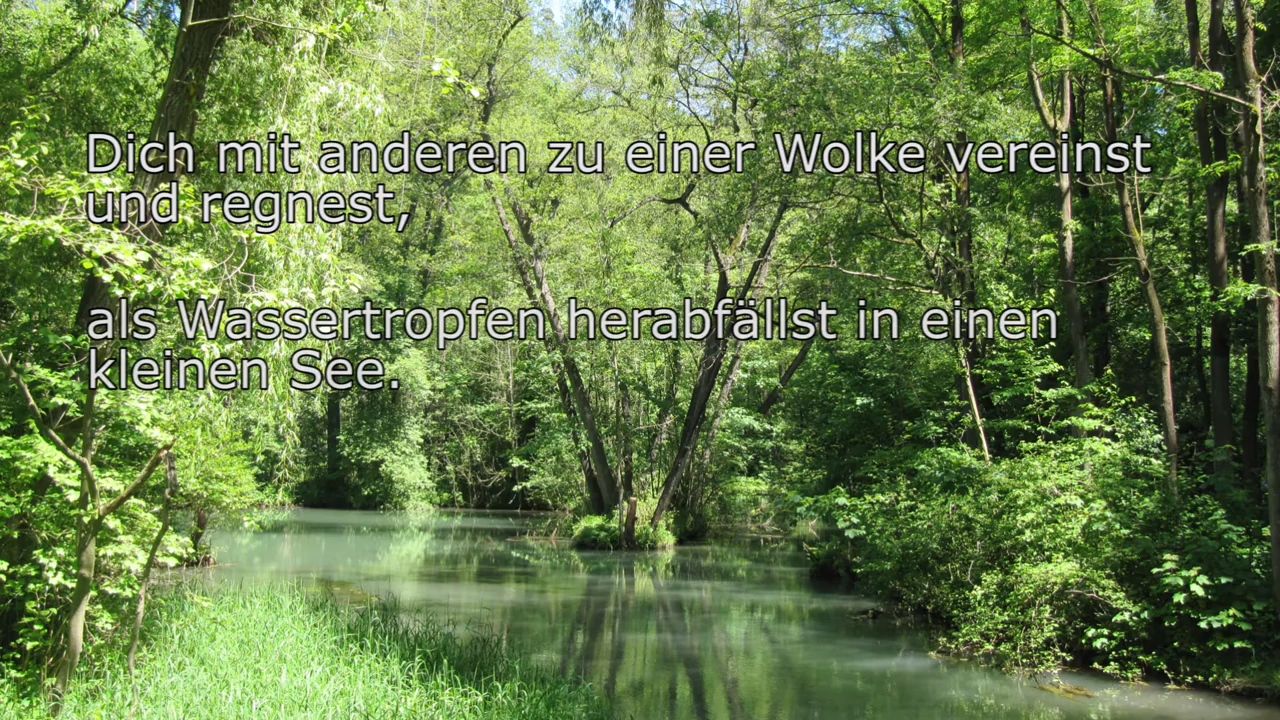 Dich mit anderen zu einer Wolke vereinst
und regnest,
als Wassertropfen herabfällst in einen
kleinen See.